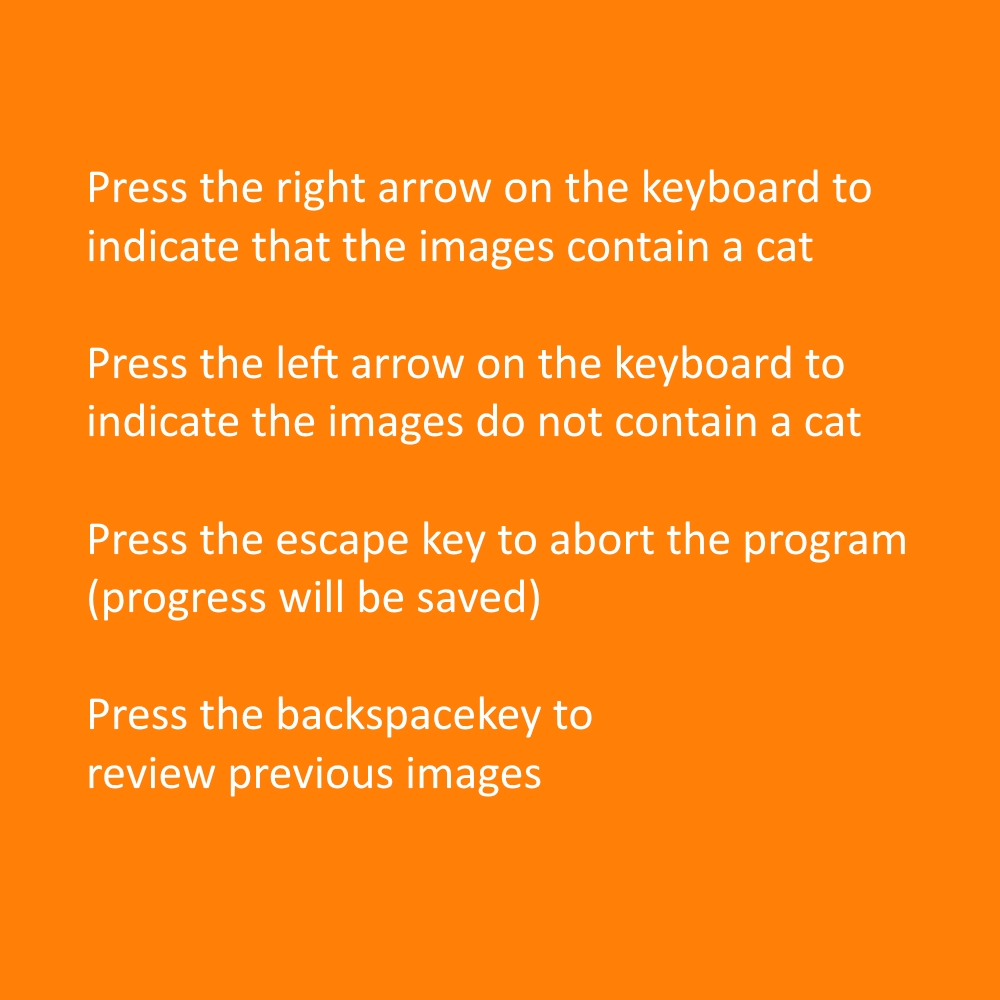 Press the right arrow on the keyboard to
indicate that the images contain a cat
Press the left arrow on the keyboard to
indicate the images do not contain a cat
Press the escape key to abort the program
(progress will be saved)
Press the backspacekey to
review previous images